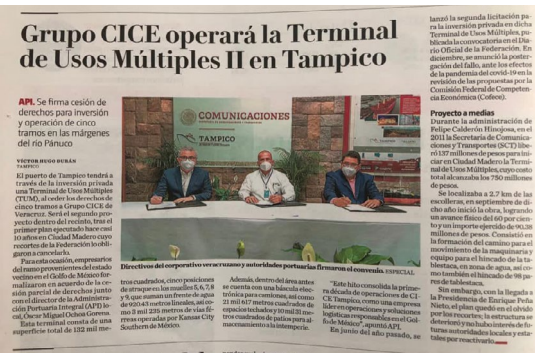 Grupo CICE operará la Terminal
de Usos Múltiples II en Tampico
API. Se firma cesión de
derechos para inversión
y operación de cinco
tramos en las márgenes
del río Pánuco
VÍCTOR HUGO DURÁN
TAMPICO
El puerto de Tampico tendrá a
través de la inversión privada
una Terminal de Usos Múltiples
(TUM), al ceder los derechos de
cinco tramos a Grupo CICE de
Veracruz. Será el segundo pro-
yecto dentro del recinto, tras un
primer plan ejecutado hace casi
10 años en Ciudad Madero cuyo
recortes de la Federación lo obli-
garon a cancelarla.
Para esta ocasión, empresarios
del ramo provenientes del estado
vecino en el Golfo de México for-
malizaron un acuerdo de la ce-
sión parcial de derechos junto
con el director de la Administra-
ción Portuaria Integral (API) lo-
cal, Óscar Miguel Ochoa Gorena.
Esta terminal consta de una
superficie total de 132 mil me-
COMUNICACIONES
TAMPICO
Directivos del corporativo veracruzano y autoridades portuarias firmaron el convenio. ESPECIAL
tros cuadrados, cinco posiciones
de atraque en los muelles 5, 6, 7, 8
y 9, que suman un frente de agua
de 920.43 metros lineales, así co-
mo 3 mil 235 metros de vías fé-
rreas operadas por Kansas City
Southern de México.
Además, dentro del área antes
se cuenta con una báscula elec-
trónica para camiones, así como
21 mil 617 metros cuadrados de
espacios techados y 10 mil 31 me-
tros cuadrados de patios para al-
macenamiento a la intemperie.
"Este hito consolida la prime-
ra década de operaciones de CI-
CE Tampico, como una empresa
líder en operaciones y soluciones
logísticas responsables en el Gol-
fo de México", apuntó API.
En junio del año pasado, se
lanzó la segunda licitación pa-
ra la inversión privada en dicha
Terminal de Usos Múltiples, pu-
blicada la convocatoria en el Dia-
rio Oficial de la Federación. En
diciembre, se anunció la poster-
gación del fallo, ante los efectos
de la pandemia del covid-19 en la
revisión de las propuestas por la
Comisión Federal de Competen-
cia Económica (Cofece).
Proyecto a medias
Durante la administración de
Felipe Calderón Hinojosa, en el
2011 la Secretaría de Comunica-
ciones y Transportes (SCT) libe-
ró 137 millones de pesos para ini-
ciar en Ciudad Madero la Termi-
nal de Usos Múltiples, cuyo costo
total alcanzaba los 750 millones
de pesos.
Se localizaba a 2.7 km de las
escolleras, en septiembre de di-
cho año inició la obra, logrando
un avance físico del 60 por cien-
to y un importe ejercido de 90.38
millones de pesos. Consistió en
la formación del camino para el
movimiento de la maquinaria y
equipo para el hincado de la ta-
blestaca, en zona de agua, así co-
mo también el hincado de 98 pa-
res de tablestaca.
Sin embargo, con la llegada a
la Presidencia de Enrique Peña
Nieto, el plan quedó en el olvido
por los recortes; la estructura se
deterioró y no hubo interés de fo-
turas autoridades locales y esta-
tales por reactivarlo.